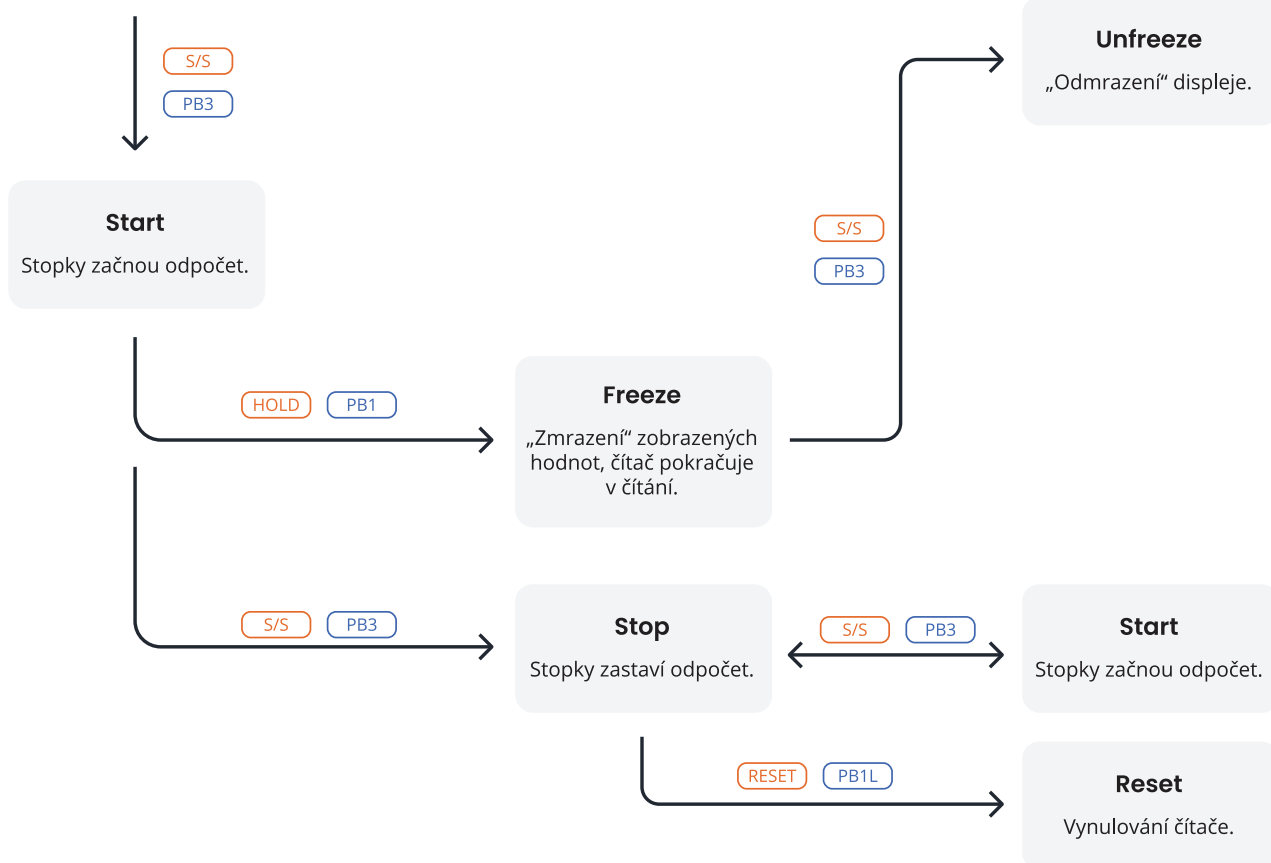 S/S
PB3
Unfreeze
„Odmrazení“ displeje.
Start
Stopky začnou odpočet.
S/S
PB3
HOLD PB1
Freeze
„Zmrazení“ zobrazených
hodnot, čítač pokračuje
v čítání.
S/S PB3
Stop
Stopky zastaví odpočet.
S/S PB3
Start
Stopky začnou odpočet.
RESET PB1L
Reset
Vynulování čítače.